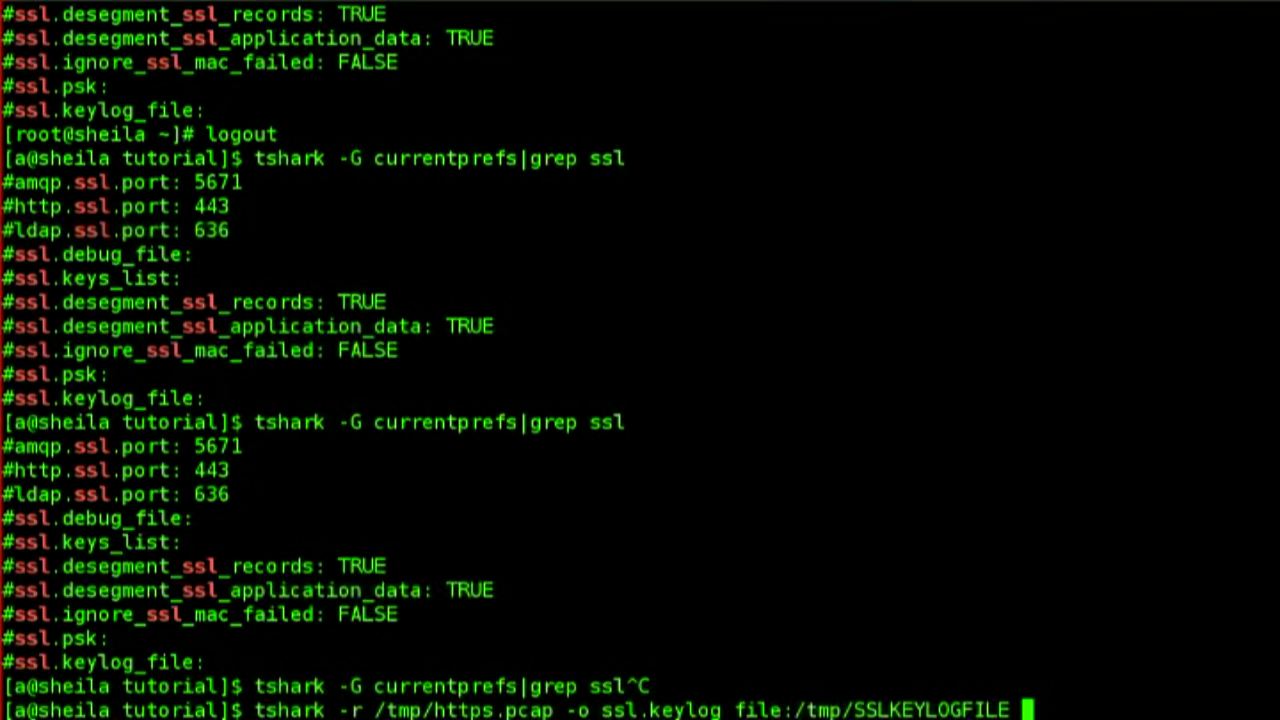 #ssl.desegment_ssl_records: TRUE
#ssl.desegment_ssl_application_data: TRUE
#ssl.ignore_ssl_mac_failed: FALSE
#ssl.psk:
#ssl.keylog_file:
[root@sheila ~]# logout
[a@sheila tutorial]$ tshark -G currentprefs|grep ssl
#amqp.ssl.port: 5671
#http.ssl.port: 443
#ldap.ssl.port: 636
#ssl.debug_file:
#ssl.keys_list:
#ssl.desegment_ssl_records: TRUE
#ssl.desegment_ssl_application_data: TRUE
#ssl.ignore_ssl_mac_failed: FALSE
#ssl.psk:
#ssl.keylog_file:
[a@sheila tutorial]$ tshark -G currentprefs|grep ssl
#amqp.ssl.port: 5671
#http.ssl.port: 443
#ldap.ssl.port: 636
#ssl.debug_file:
#ssl.keys_list:
#ssl.desegment_ssl_records: TRUE
#ssl.desegment_ssl_application_data: TRUE
#ssl.ignore_ssl_mac_failed: FALSE
#ssl.psk:
#ssl.keylog_file:
[a@sheila tutorial]$ tshark -G currentprefs|grep ssl^C
[a@sheila tutorial]$ tshark -r /tmp/https.pcap -o ssl.keylog_file:/tmp/SSLKEYLOGFILE